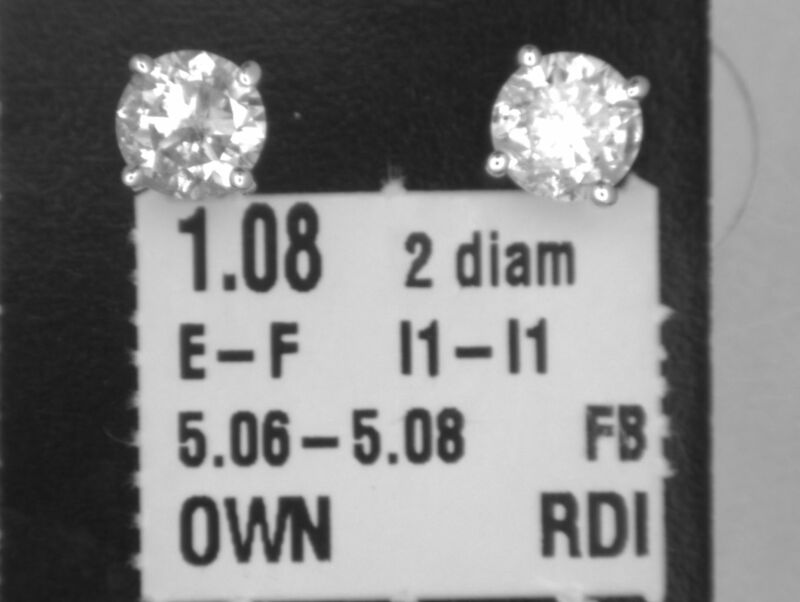 1.08 2 diam
E-F I1-I1
5.06-5.08 FB
OWN RDI